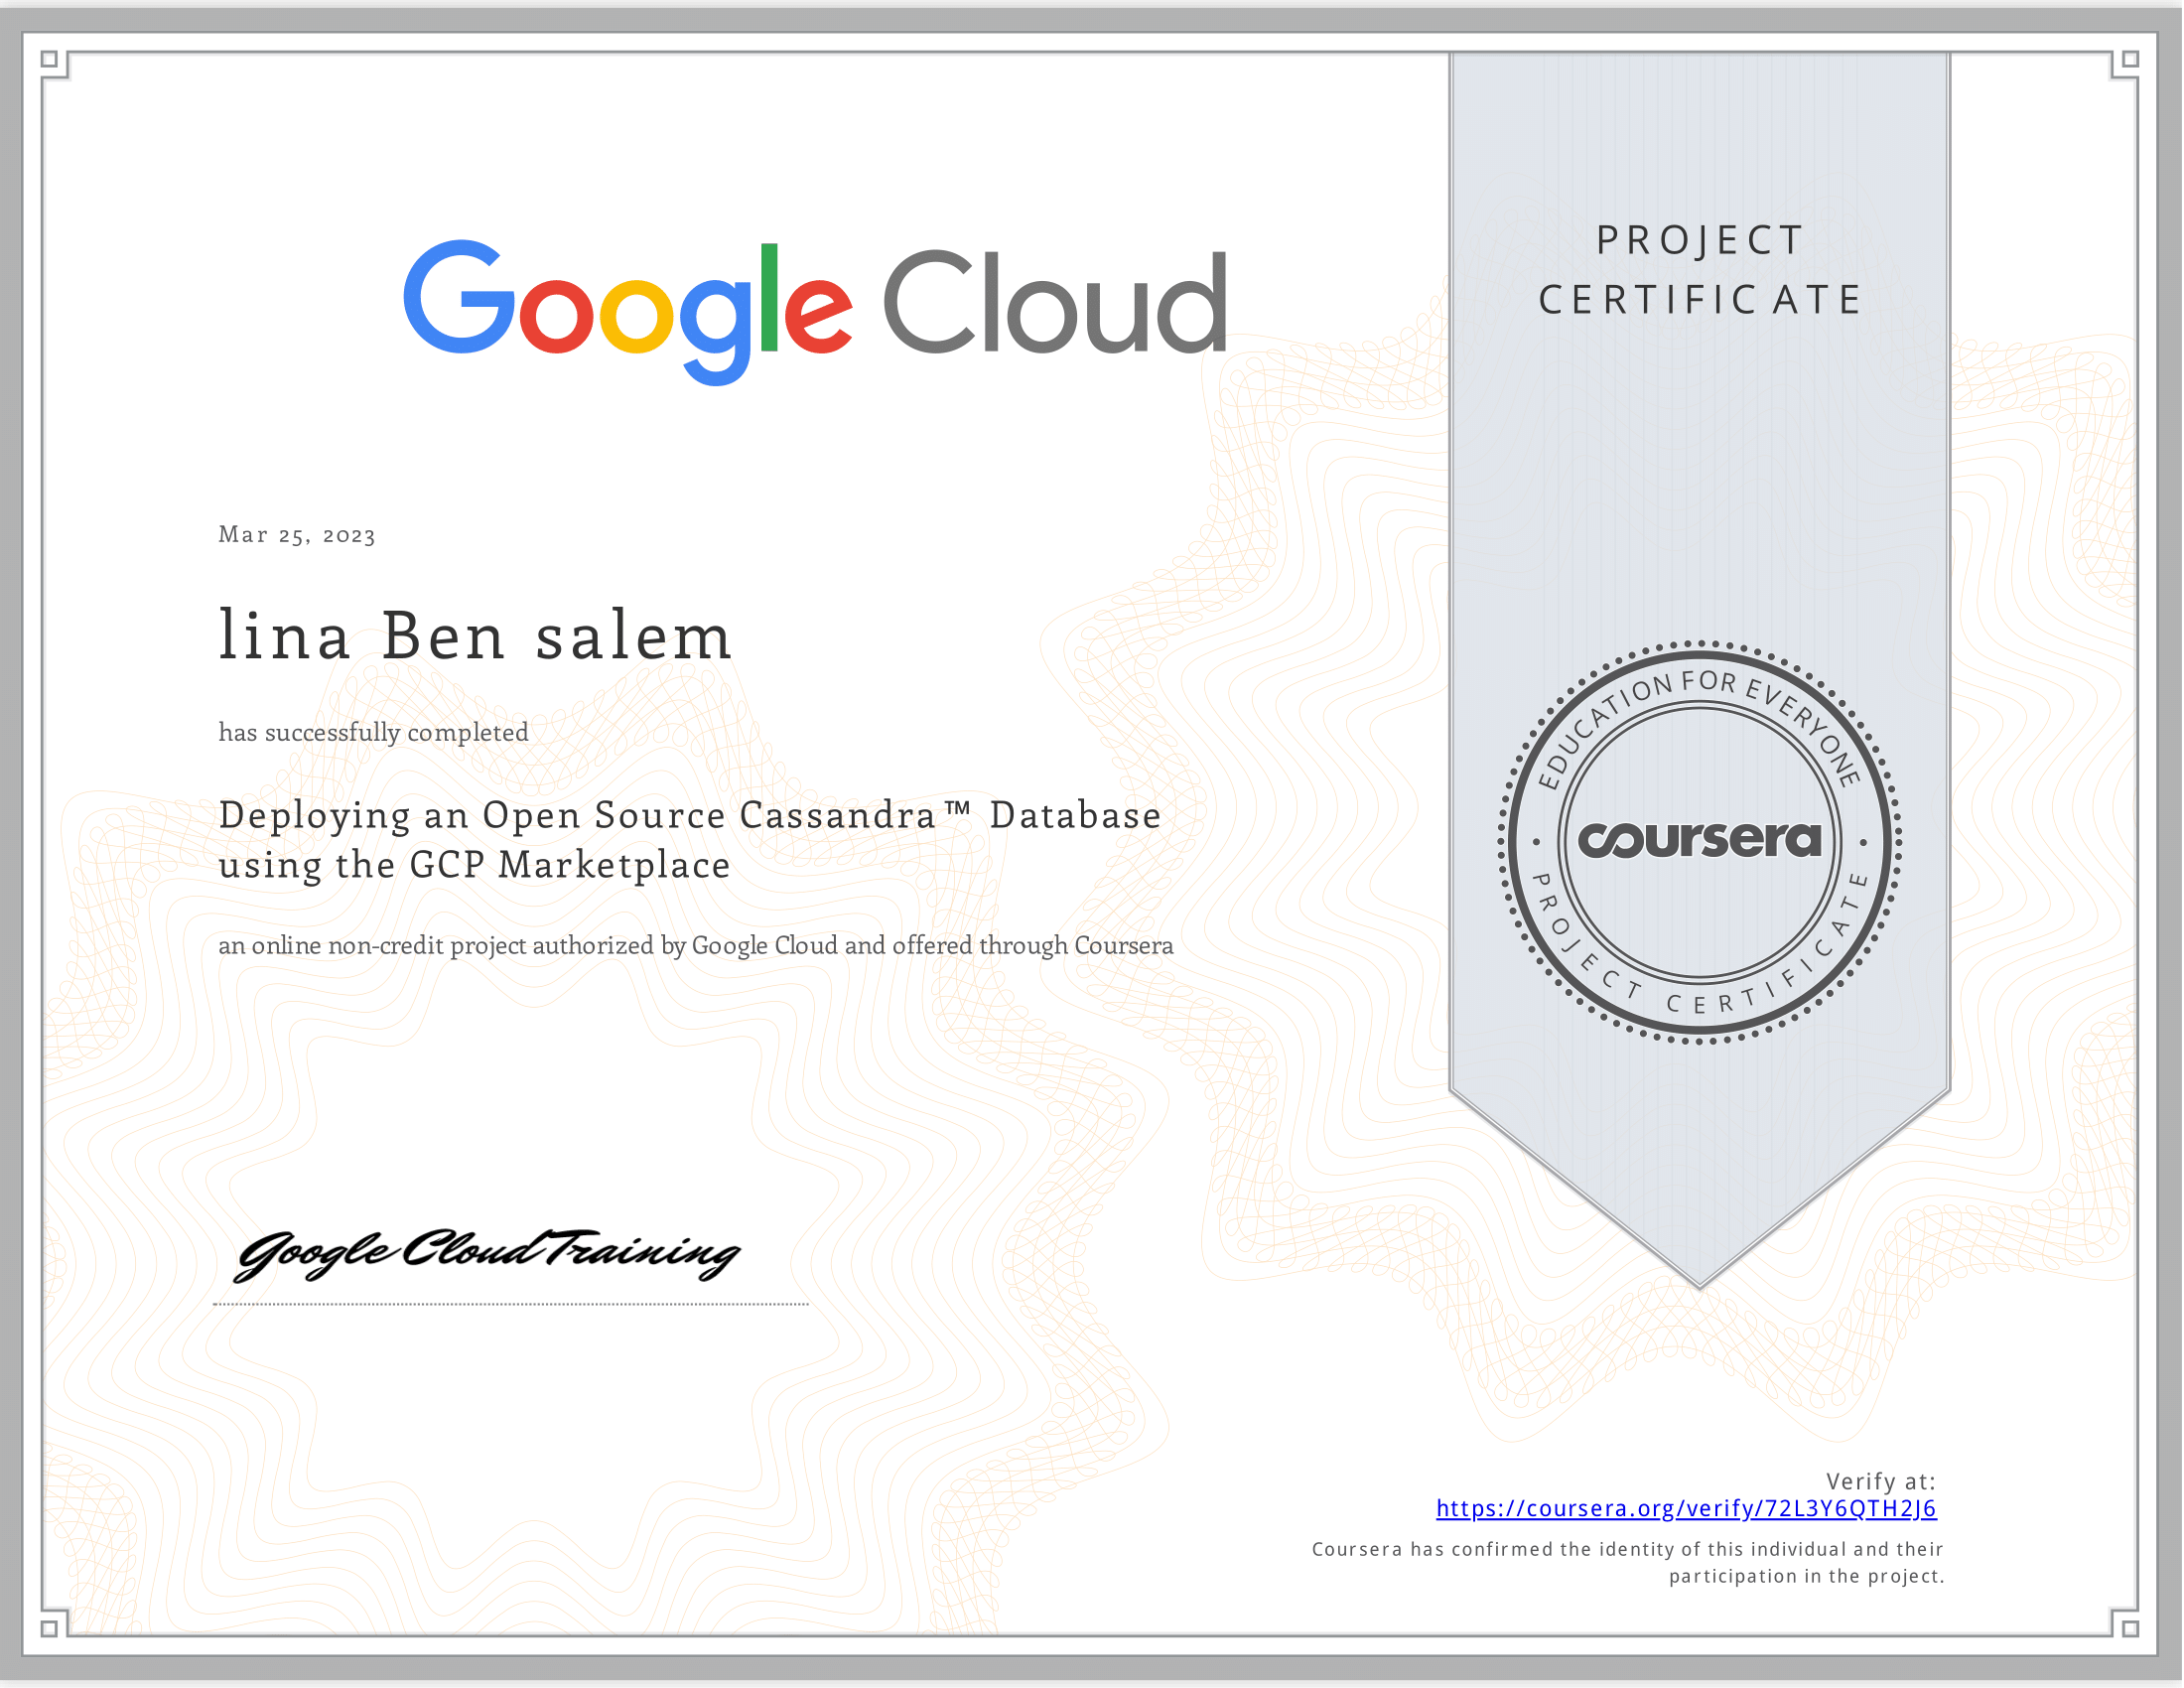 Google Cloud
PROJECT
CERTIFICATE
Mar 25, 2023
lina Ben salem
has successfully completed
Deploying an Open Source Cassandra™ Database
using the GCP Marketplace
an online non-credit project authorized by Google Cloud and offered through Coursera
EDUCATION FOR EVERYONE
coursera
PROJECT CERTIFICATE
Google Cloud Training
Verify at:
https://coursera.org/verify/72L3Y6QTH2J6
Coursera has confirmed the identity of this individual and their
participation in the project.